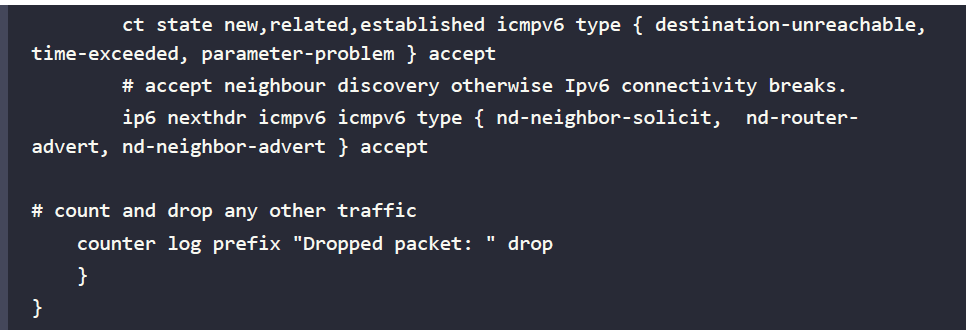 ct state new,related,established icmpv6 type { destination-unreachable,
time-exceeded, parameter-problem } accept
# accept neighbour discovery otherwise Ipv6 connectivity breaks.
ip6 nexthdr icmpv6 icmpv6 type { nd-neighbor-solicit,  nd-router-
advert, nd-neighbor-advert } accept
# count and drop any other traffic
counter log prefix "Dropped packet: " drop
}
}